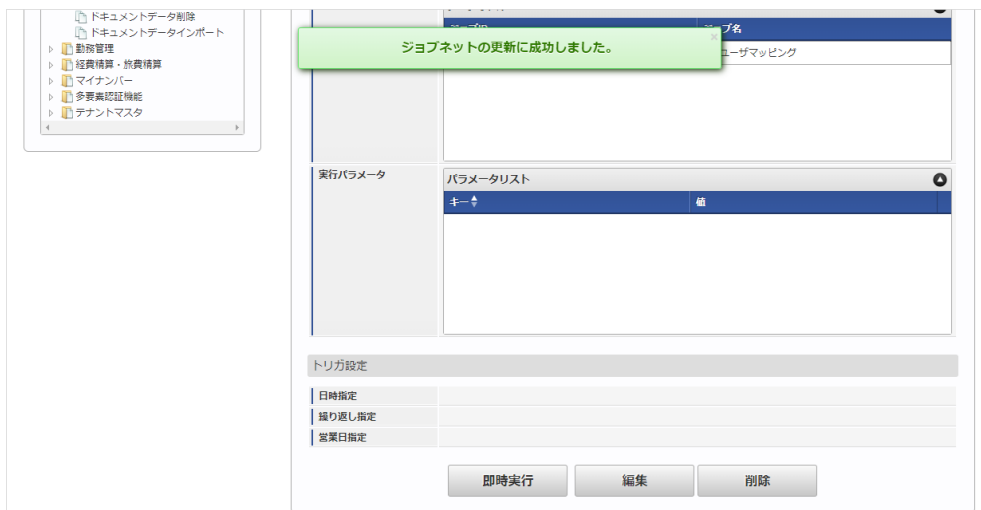 ドキュメントデータ削除
ドキュメントデータインポート
勤務管理
経費精算・旅費精算
マイナンバー
多要素認証機能
テナントマスタ
ジョブネットの更新に成功しました。
×
ユーザマッピング
実行パラメータ
パラメータリスト
キー
値
トリガ設定
日時指定
繰り返し指定
営業日指定
即時実行
編集
削除